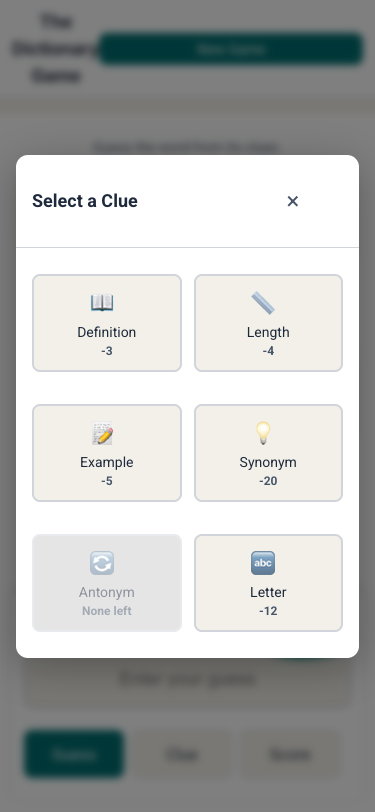 The
Dictionary
Game
New Game
Guess the word from its clues.
Select a Clue
×
Definition
-3
Length
-4
Example
-5
Synonym
-20
Antonym
None left
abc
Letter
-12
Enter your guess
Guess
Clue
Score